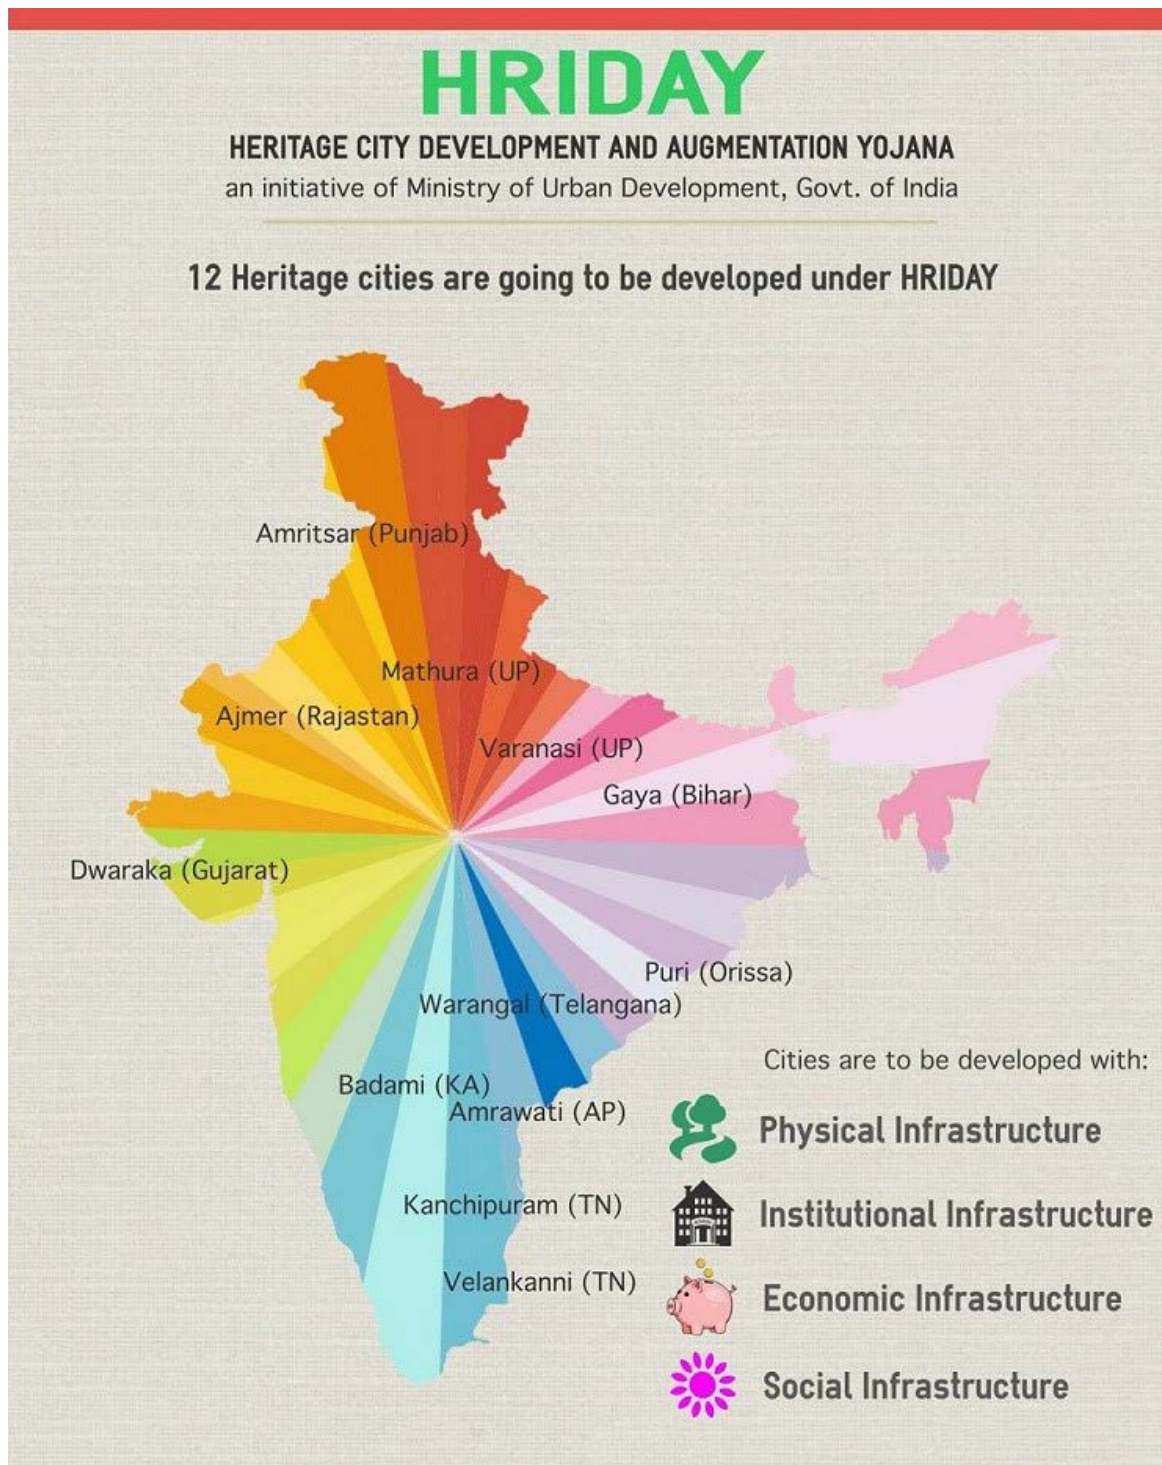 HRIDAY
HERITAGE CITY DEVELOPMENT AND AUGMENTATION YOJANA
an initiative of Ministry of Urban Development, Govt. of India
12 Heritage cities are going to be developed under HRIDAY
Amritsar (Punjab)
Mathura (UP)
Ajmer (Rajastan)
Varanasi (UP)
Gaya (Bihar)
Dwaraka (Gujarat)
Puri (Orissa)
Warangal (Telangana)
Badami (KA)
Amrawati (AP)
Kanchipuram (TN)
Velankanni (TN)
Cities are to be developed with:
Physical Infrastructure
Institutional Infrastructure
Economic Infrastructure
Social Infrastructure